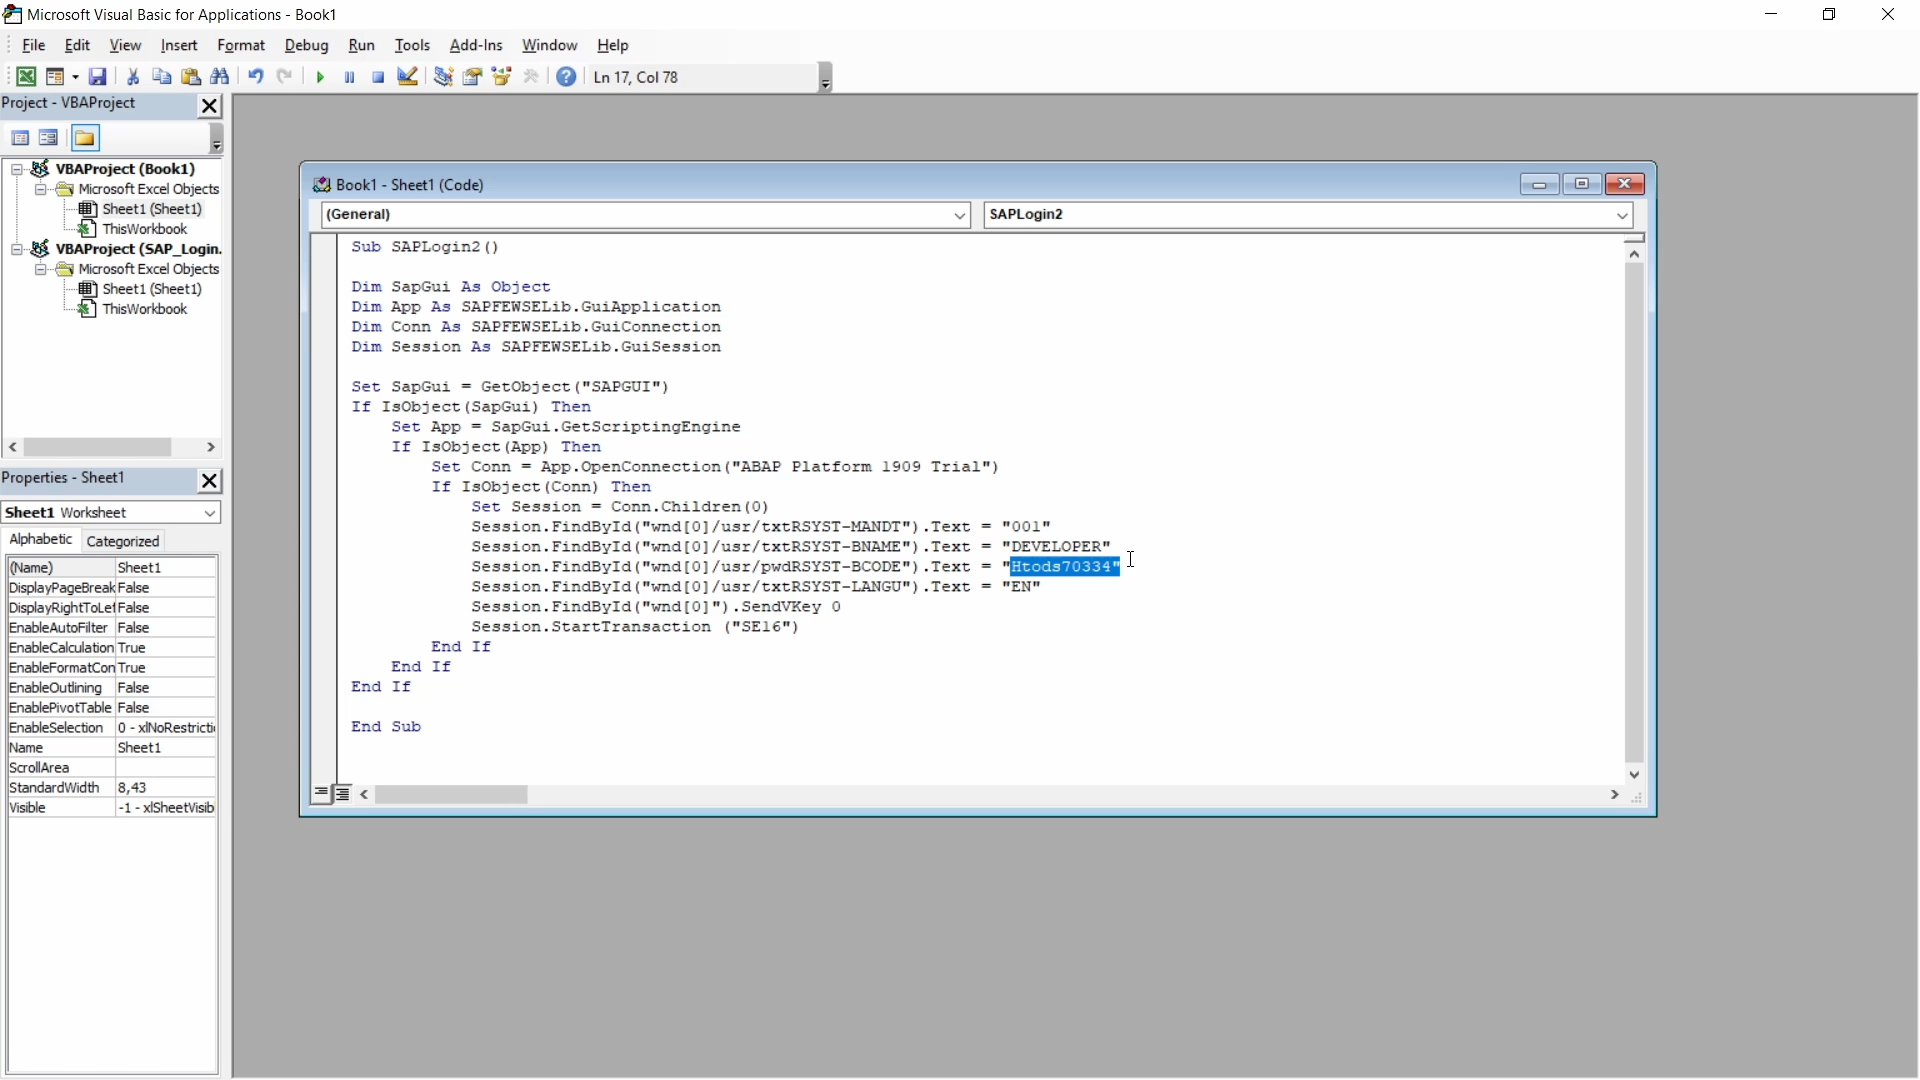 Microsoft Visual Basic for Applications - Book1
File Edit View Insert Format Debug Run Tools Add-Ins Window Help
Ln 17, Col 78
Project - VBAProject
VBAProject (Book1)
Microsoft Excel Objects
Sheet1 (Sheet1)
ThisWorkbook
VBAProject (SAP_Login.
Microsoft Excel Objects
Sheet1 (Sheet1)
ThisWorkbook
Properties - Sheet1
Sheet1 Worksheet
Alphabetic Categorized
(Name) Sheet1
DisplayPageBreak False
DisplayRightToLef False
EnableAutoFilter False
EnableCalculation True
EnableFormatCon True
EnableOutlining False
EnablePivotTable False
EnableSelection 0 - xlNoRestricti
Name Sheet1
ScrollArea
StandardWidth 8,43
Visible -1 - xlSheetVisib
Book1 - Sheet1 (Code)
(General) SAPLogin2
Sub SAPLogin2()
Dim SapGui As Object
Dim App As SAPFEWSELib.GuiApplication
Dim Conn As SAPFEWSELib.GuiConnection
Dim Session As SAPFEWSELib.GuiSession
Set SapGui = GetObject("SAPGUI")
If IsObject(SapGui) Then
Set App = SapGui.GetScriptingEngine
If IsObject(App) Then
Set Conn = App.OpenConnection("ABAP Platform 1909 Trial")
If IsObject(Conn) Then
Set Session = Conn.Children(0)
Session.FindById("wnd[0]/usr/txtRSYST-MANDT").Text = "001"
Session.FindById("wnd[0]/usr/txtRSYST-BNAME").Text = "DEVELOPER"
Session.FindById("wnd[0]/usr/pwdRSYST-BCODE").Text = "Htods70334"
Session.FindById("wnd[0]/usr/txtRSYST-LANGU").Text = "EN"
Session.FindById("wnd[0]").SendVKey 0
Session.StartTransaction ("SE16")
End If
End If
End If
End Sub